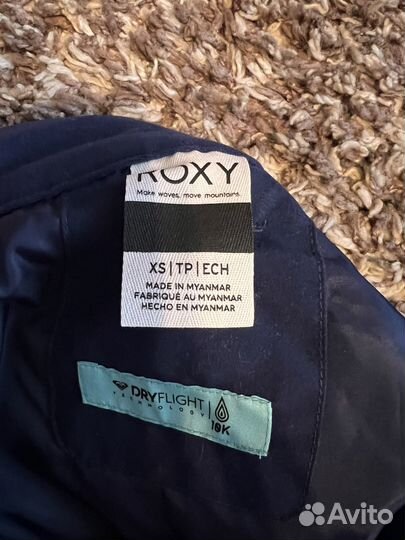 ROXY
Make waves, move mountains.
XS|TP|ECH
MADE IN MYANMAR
FABRIQUÉ AU MYANMAR
HECHO EN MYANMAR
DRYFLIGHT
TECHNOLOGY
10K
Avito